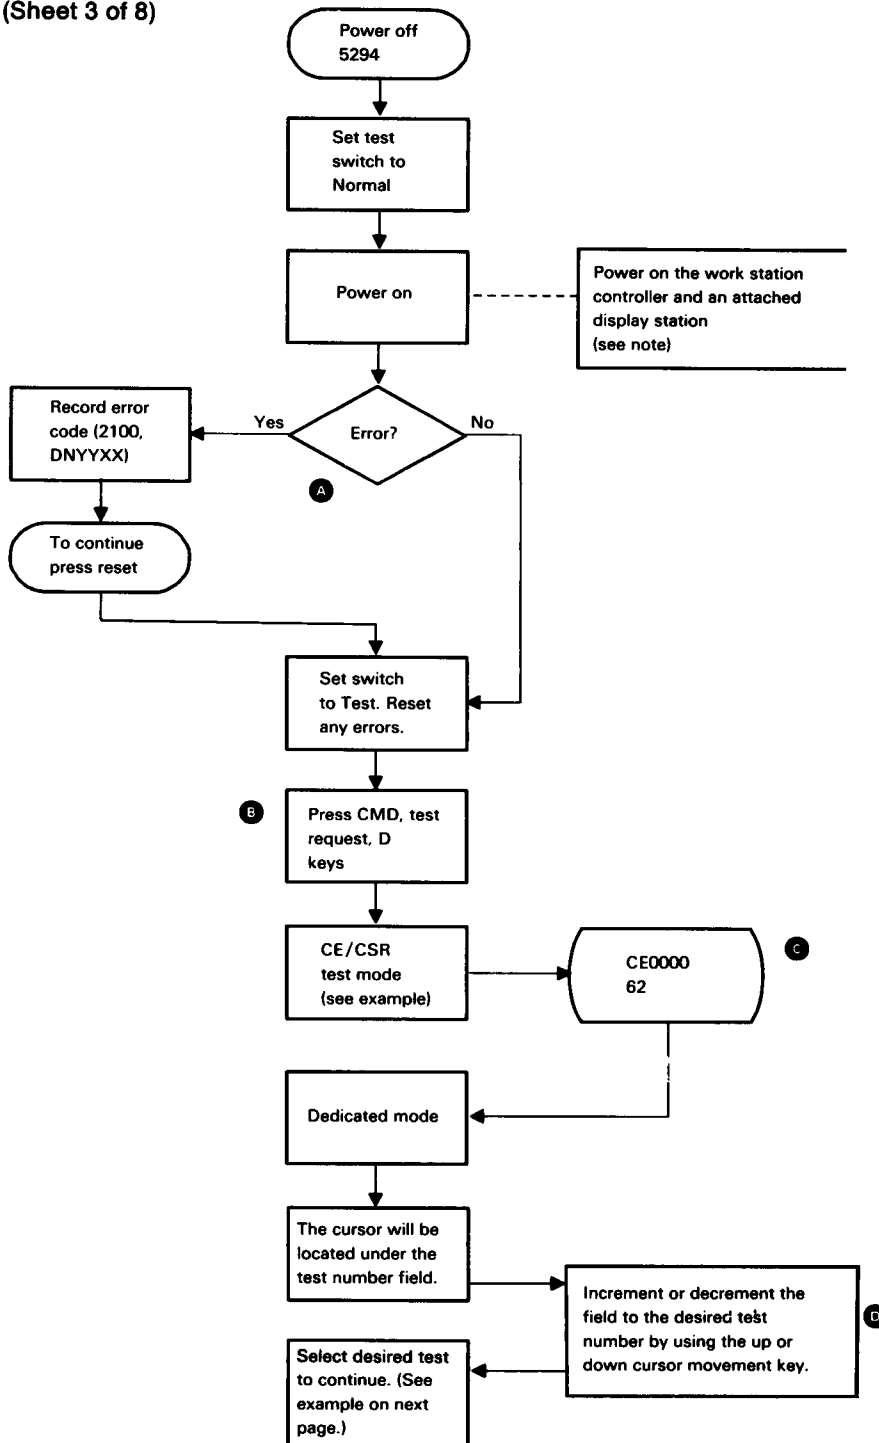 (Sheet 3 of 8)
Power off
5294
Set test
switch to
Normal
Power on
Power on the work station
controller and an attached
display station
(see note)
Record error
code (2100,
DNYYXX)
Yes
Error?
No
A
To continue
press reset
Set switch
to Test. Reset
any errors.
B
Press CMD, test
request, D
keys
CE/CSR
test mode
(see example)
CE0000
62
C
Dedicated mode
The cursor will be
located under the
test number field.
Increment or decrement the
field to the desired test
number by using the up or
down cursor movement key.
D
Select desired test
to continue. (See
example on next
page.)